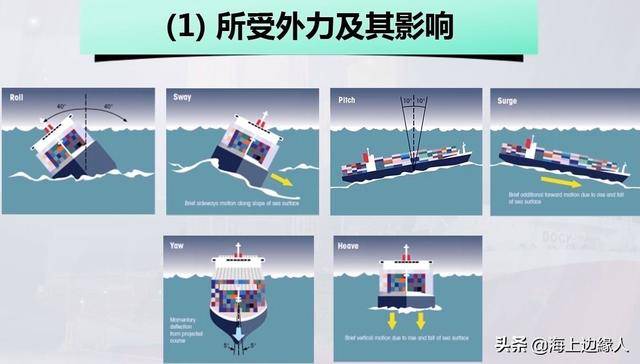 (1) 所受外力及其影响
Roll
40°
40°
Sway
Brief sideways motion along slope of sea surface
Pitch
10°
10°
Surge
Brief additional forward motion due to rise and fall
of sea surface
Yaw
Momentary
deflection
from projected
course
5°
5°
Heave
Brief vertical motion due to rise and fall of sea surface
头条 @海上边缘人